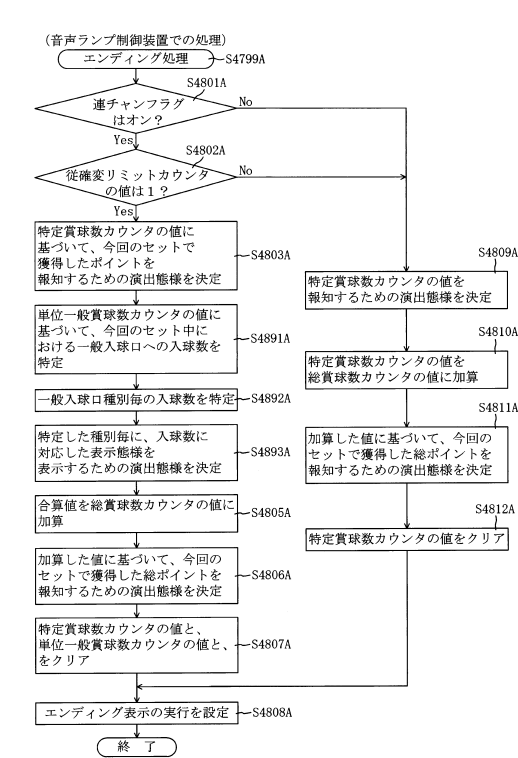 (音声ランプ制御装置での処理)
エンディング処理
S4799A
S4801A
連チャンフラグ
はオン？
No
Yes
S4802A
従確変リミットカウンタ
の値は１？
No
Yes
特定賞球数カウンタの値に
基づいて、今回のセットで
獲得したポイントを
報知するための演出態様を決定
S4803A
単位一般賞球数カウンタの値に
基づいて、今回のセット中に
おける一般入球口への入球数を
特定
S4891A
一般入球口種別毎の入球数を特定
S4892A
特定した種別毎に、入球数に
対応した表示態様を
表示するための演出態様を決定
S4893A
合算値を総賞球数カウンタの値に
加算
S4805A
加算した値に基づいて、今回の
セットで獲得した総ポイントを
報知するための演出態様を決定
S4806A
特定賞球数カウンタの値と、
単位一般賞球数カウンタの値と、
をクリア
S4807A
S4809A
特定賞球数カウンタの値を
報知するための演出態様を決定
S4810A
特定賞球数カウンタの値を
総賞球数カウンタの値に加算
S4811A
加算した値に基づいて、今回の
セットで獲得した総ポイントを
報知するための演出態様を決定
S4812A
特定賞球数カウンタの値をクリア
エンディング表示の実行を設定
S4808A
終 了